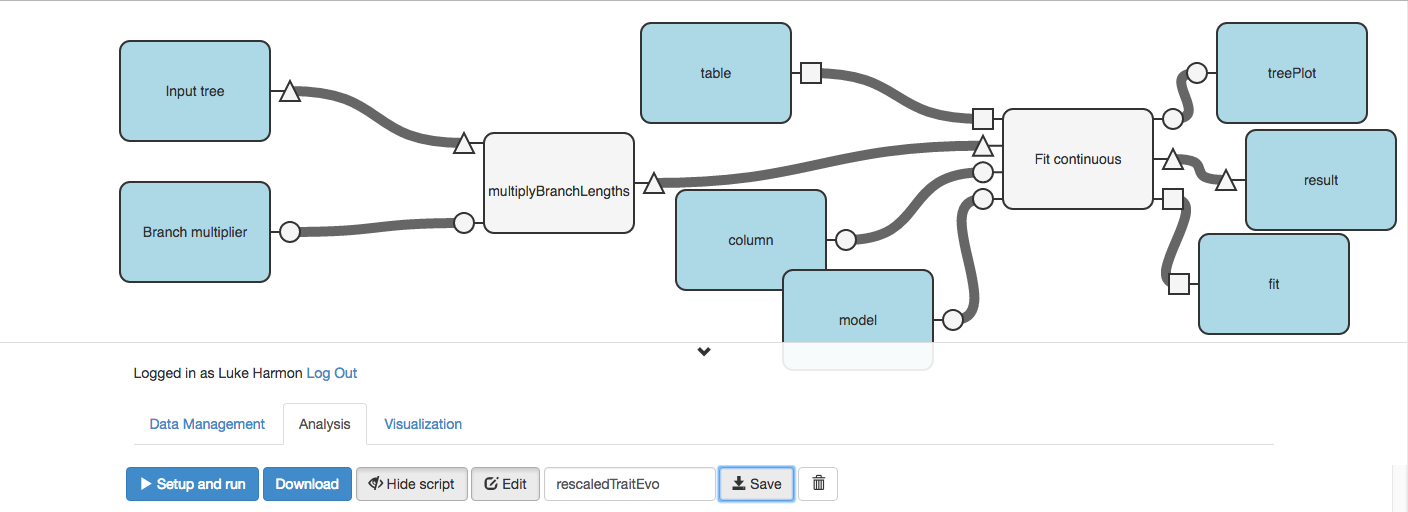 Input tree
Branch multiplier
multiplyBranchLengths
table
column
model
Fit continuous
treePlot
result
fit
Logged in as Luke Harmon Log Out
Data Management Analysis Visualization
Setup and run Download Hide script Edit rescaledTraitEvo Save